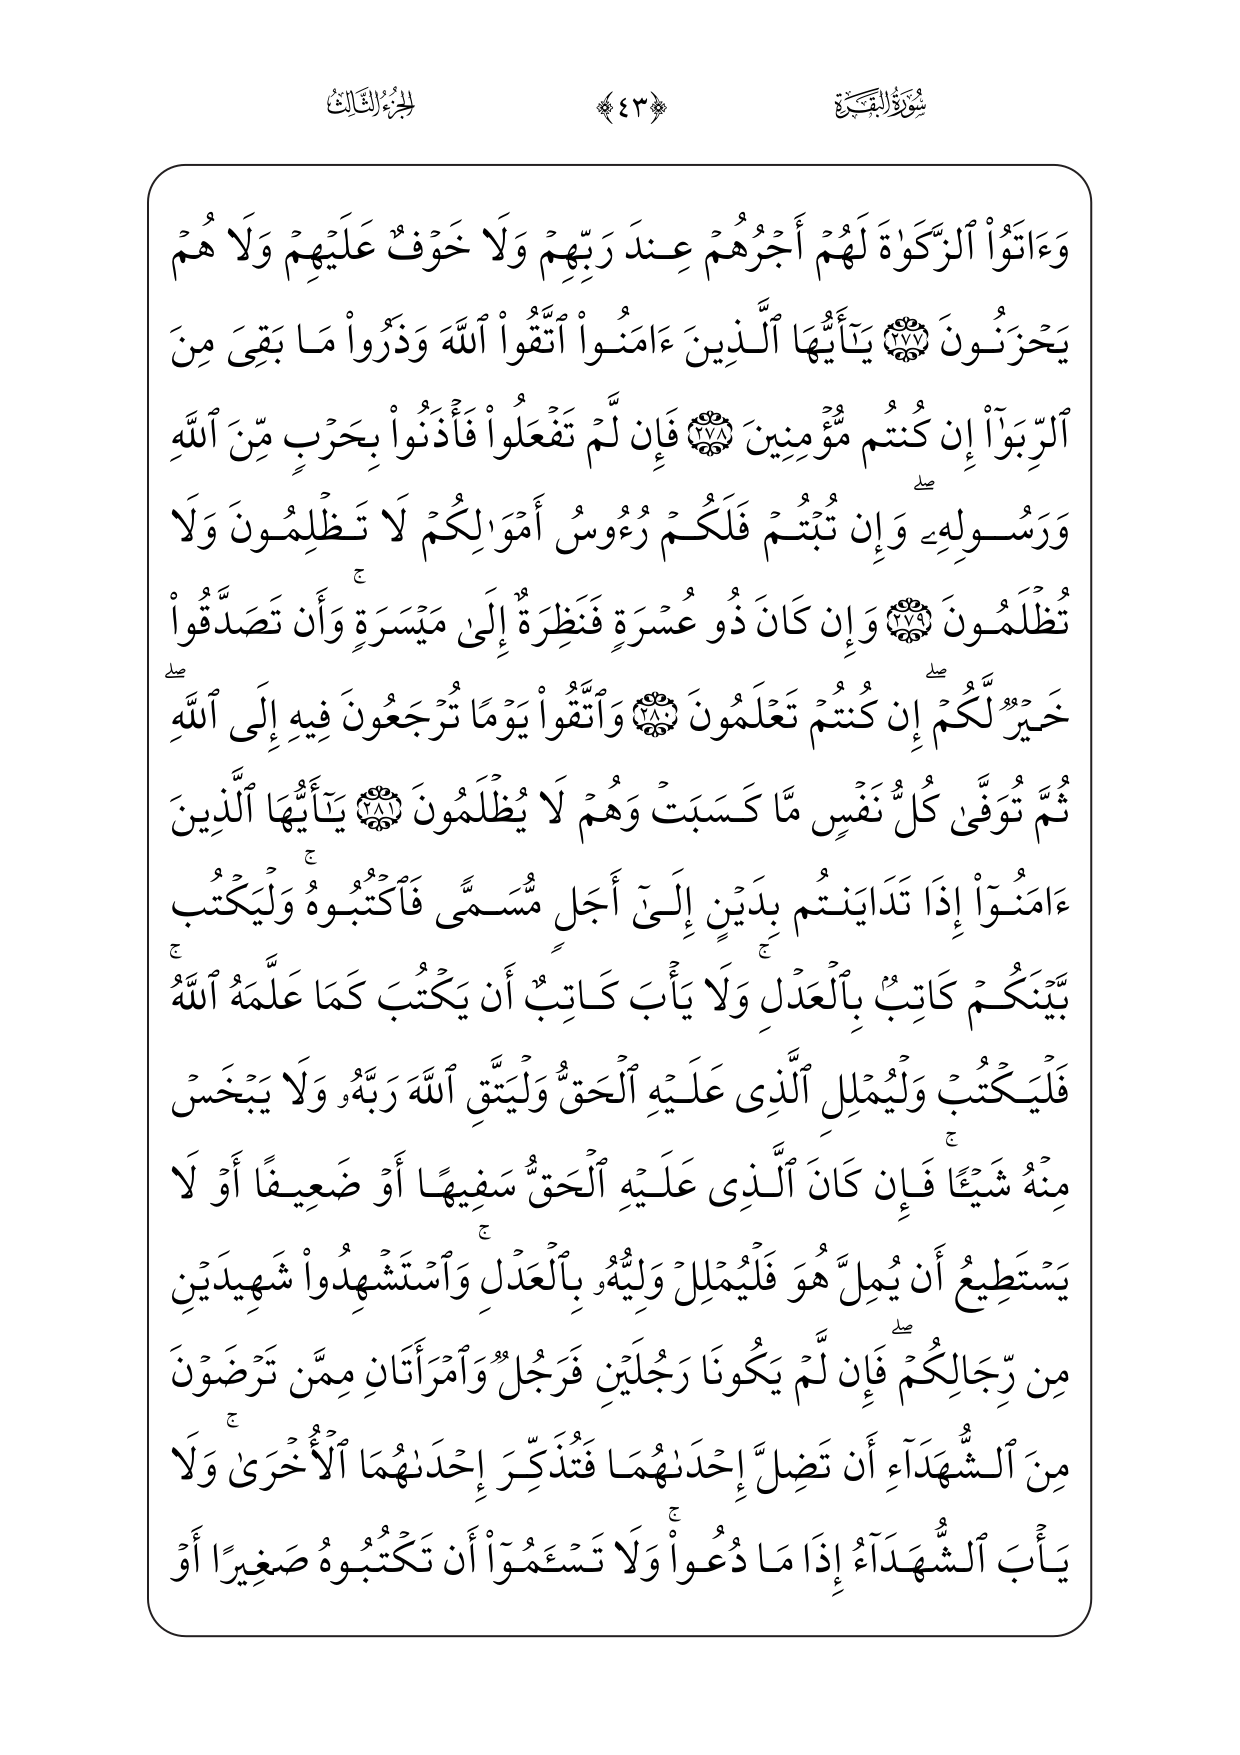 سُورَةُ البَقَرَةِ ﴿٤٣﴾ الجُزءُ الثَّالِثُ
وَءَاتَوُاْ ٱلزَّكَوٰةَ لَهُمۡ أَجۡرُهُمۡ عِندَ رَبِّهِمۡ وَلَا خَوۡفٌ عَلَيۡهِمۡ وَلَا هُمۡ
يَحۡزَنُونَ ٢٧٧ يَـٰٓأَيُّهَا ٱلَّذِينَ ءَامَنُواْ ٱتَّقُواْ ٱللَّهَ وَذَرُواْ مَا بَقِىَ مِنَ
ٱلرِّبَوٰٓاْ إِن كُنتُم مُّؤۡمِنِينَ ٢٧٨ فَإِن لَّمۡ تَفۡعَلُواْ فَأۡذَنُواْ بِحَرۡبٍ مِّنَ ٱللَّهِ
وَرَسُولِهِۦۖ وَإِن تُبۡتُمۡ فَلَكُمۡ رُءُوسُ أَمۡوَٰلِكُمۡ لَا تَظۡلِمُونَ وَلَا
تُظۡلَمُونَ ٢٧٩ وَإِن كَانَ ذُو عُسۡرَةٍ فَنَظِرَةٌ إِلَىٰ مَيۡسَرَةٍۚ وَأَن تَصَدَّقُواْ
خَيۡرٌ لَّكُمۡۖ إِن كُنتُمۡ تَعۡلَمُونَ ٢٨٠ وَٱتَّقُواْ يَوۡمًا تُرۡجَعُونَ فِيهِ إِلَى ٱللَّهِۖ
ثُمَّ تُوَفَّىٰ كُلُّ نَفۡسٍ مَّا كَسَبَتۡ وَهُمۡ لَا يُظۡلَمُونَ ٢٨١ يَـٰٓأَيُّهَا ٱلَّذِينَ
ءَامَنُوٓاْ إِذَا تَدَايَنتُم بِدَيۡنٍ إِلَىٰٓ أَجَلٍ مُّسَمًّى فَٱكۡتُبُوهُۚ وَلۡيَكۡتُب
بَّيۡنَكُمۡ كَاتِبُۢ بِٱلۡعَدۡلِۚ وَلَا يَأۡبَ كَاتِبٌ أَن يَكۡتُبَ كَمَا عَلَّمَهُ ٱللَّهُۚ
فَلۡيَكۡتُبۡ وَلۡيُمۡلِلِ ٱلَّذِى عَلَيۡهِ ٱلۡحَقُّ وَلۡيَتَّقِ ٱللَّهَ رَبَّهُۥ وَلَا يَبۡخَسۡ
مِنۡهُ شَيۡـًٔاۚ فَإِن كَانَ ٱلَّذِى عَلَيۡهِ ٱلۡحَقُّ سَفِيهًا أَوۡ ضَعِيفًا أَوۡ لَا
يَسۡتَطِيعُ أَن يُمِلَّ هُوَ فَلۡيُمۡلِلۡ وَلِيُّهُۥ بِٱلۡعَدۡلِۚ وَٱسۡتَشۡهِدُواْ شَهِيدَيۡنِ
مِن رِّجَالِكُمۡۖ فَإِن لَّمۡ يَكُونَا رَجُلَيۡنِ فَرَجُلٌ وَٱمۡرَأَتَانِ مِمَّن تَرۡضَوۡنَ
مِنَ ٱلشُّهَدَآءِ أَن تَضِلَّ إِحۡدَىٰهُمَا فَتُذَكِّرَ إِحۡدَىٰهُمَا ٱلۡأُخۡرَىٰۚ وَلَا
يَأۡبَ ٱلشُّهَدَآءُ إِذَا مَا دُعُواْۚ وَلَا تَسۡـَٔمُوٓاْ أَن تَكۡتُبُوهُ صَغِيرًا أَوۡ